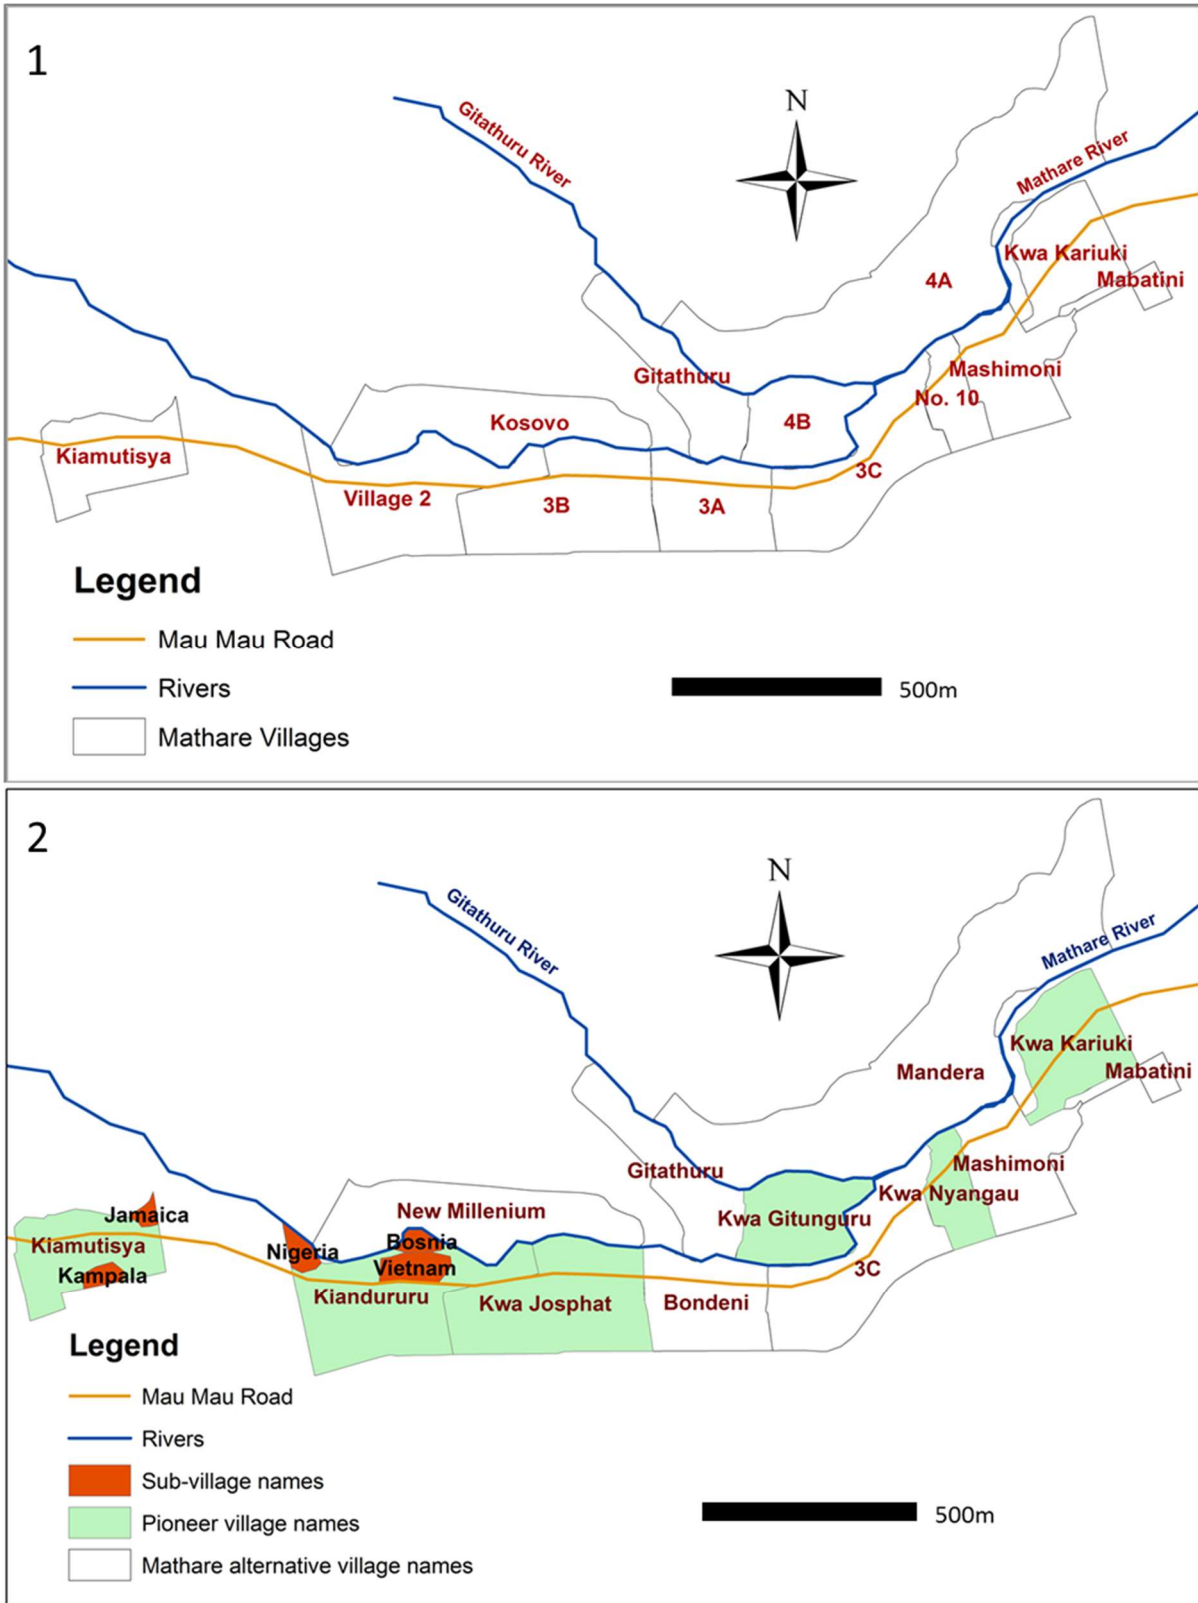 1
N
Gitathuru River
Mathare River
Kwa Kariuki
Mabatini
4A
Mashimoni
Gitathuru
No. 10
4B
Kosovo
Kiamutisya
3C
Village 2
3B
3A
Legend
Mau Mau Road
Rivers
Mathare Villages
500m
2
N
Gitathuru River
Mathare River
Kwa Kariuki
Mabatini
Mandera
Mashimoni
Gitathuru
Kwa Nyangau
Jamaica
New Millenium
Kwa Gitunguru
Kiamutisya
Nigeria
Bosnia
Kampala
Vietnam
3C
Kiandururu
Kwa Josphat
Bondeni
Legend
Mau Mau Road
Rivers
Sub-village names
Pioneer village names
Mathare alternative village names
500m